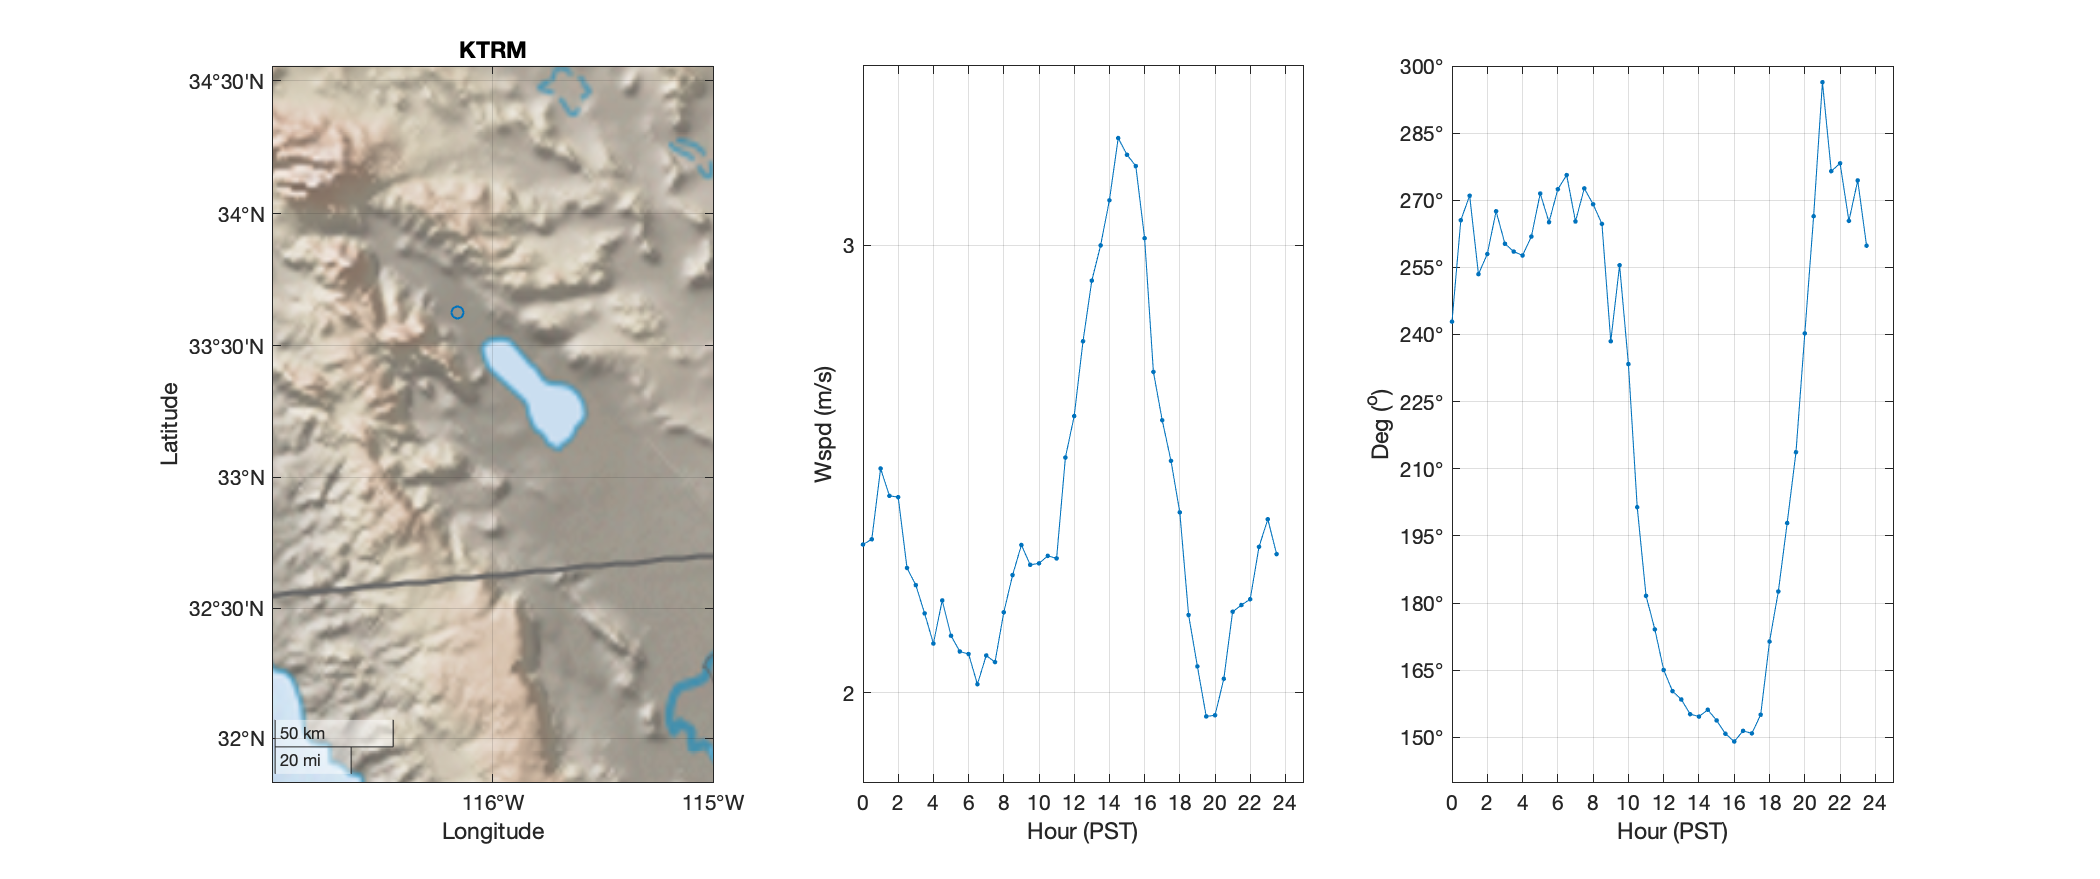 KTRM
34°30'N
34°N
33°30'N
33°N
32°30'N
32°N
Latitude
50 km
20 mi
116°W
115°W
Longitude
3
2
Wspd (m/s)
0 2 4 6 8 10 12 14 16 18 20 22 24
Hour (PST)
300°
285°
270°
255°
240°
225°
210°
195°
180°
165°
150°
Deg (°)
0 2 4 6 8 10 12 14 16 18 20 22 24
Hour (PST)